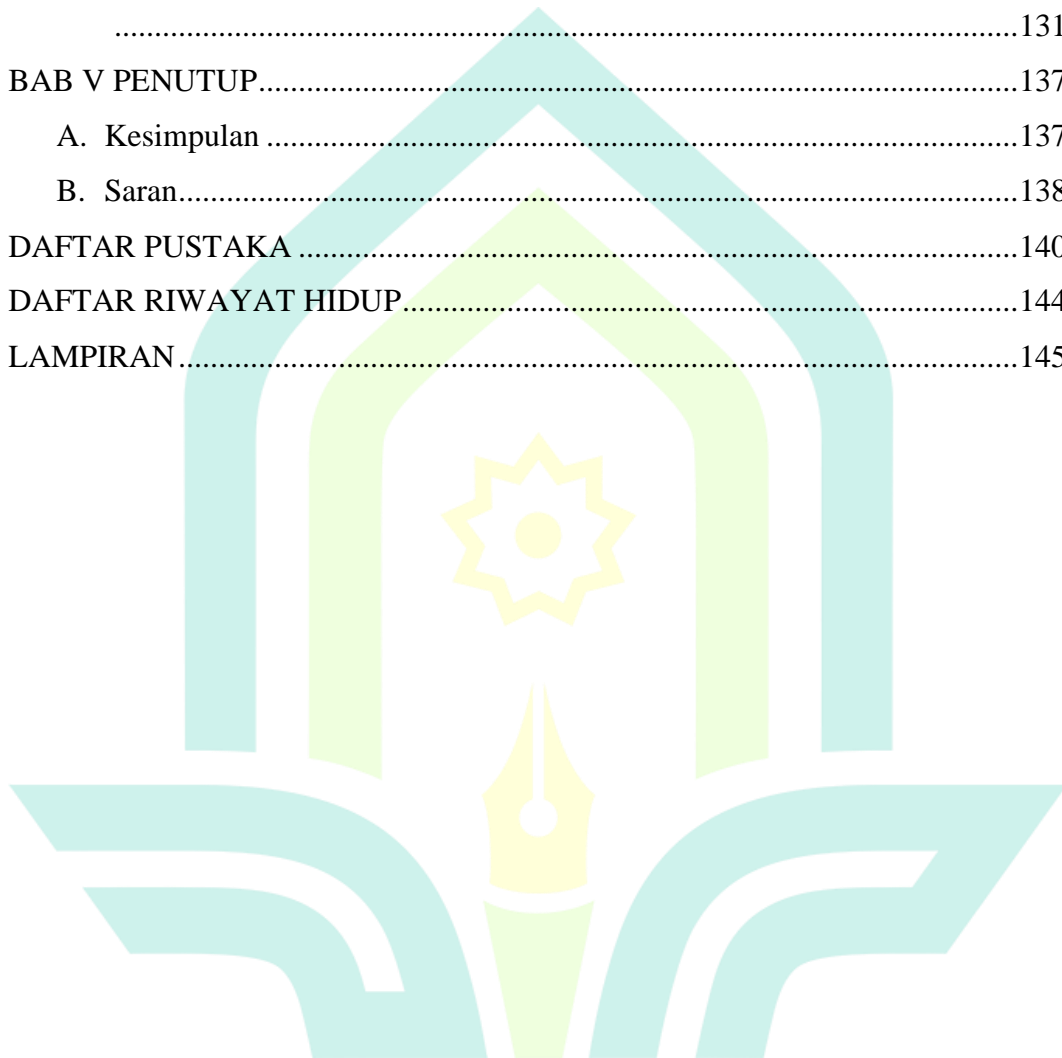 ...............................................................................................................131
BAB V PENUTUP..............................................................................................137
A. Kesimpulan .............................................................................................137
B. Saran........................................................................................................138
DAFTAR PUSTAKA .........................................................................................140
DAFTAR RIWAYAT HIDUP............................................................................144
LAMPIRAN........................................................................................................145